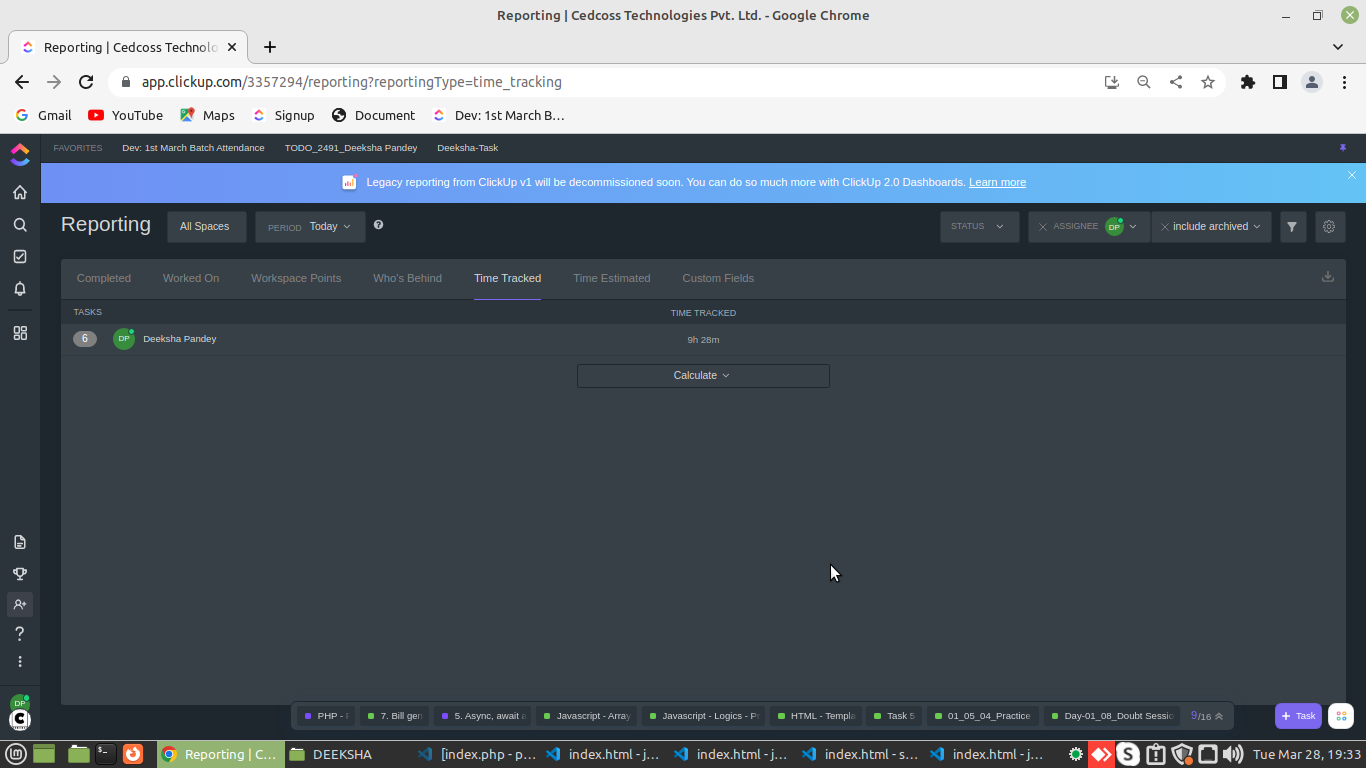 Reporting | Cedcoss Technologies Pvt. Ltd. - Google Chrome
Reporting | Cedcoss Technolo
app.clickup.com/3357294/reporting?reportingType=time_tracking
Gmail YouTube Maps Signup Document Dev: 1st March B...
FAVORITES Dev: 1st March Batch Attendance TODO_2491_Deeksha Pandey Deeksha-Task
Legacy reporting from ClickUp v1 will be decommissioned soon. You can do so much more with ClickUp 2.0 Dashboards. Learn more
Reporting All Spaces PERIOD Today STATUS ASSIGNEE DP include archived
Completed Worked On Workspace Points Who's Behind Time Tracked Time Estimated Custom Fields
TASKS TIME TRACKED
6 DP Deeksha Pandey 9h 28m
Calculate
DP
C
PHP - 7. Bill gen 5. Async, await a Javascript - Array Javascript - Logics - P HTML - Templa Task 5 01_05_04_Practice Day-01_08_Doubt Sessio 9/16 + Task
Reporting | C... DEEKSHA [index.php - p... index.html - j... index.html - j... index.html - s... index.html - j... Tue Mar 28, 19:33